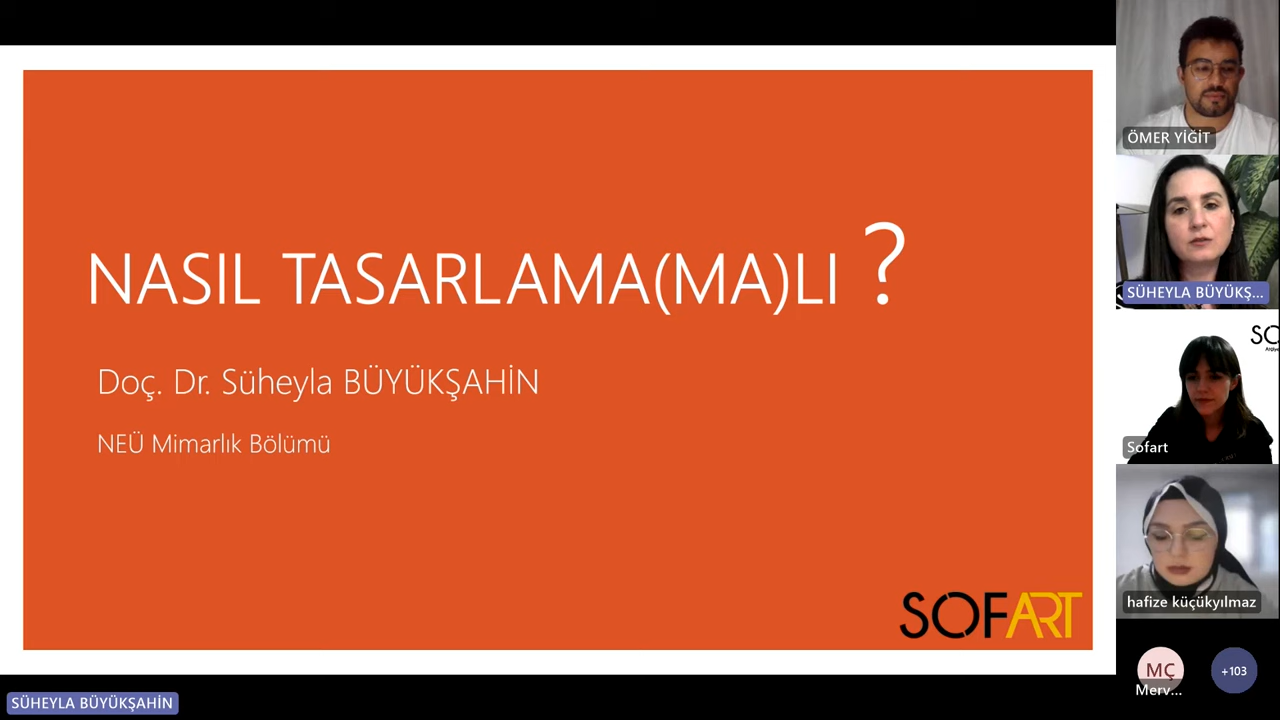 NASIL TASARLAMA(MA)LI ?
Doç. Dr. Süheyla BÜYÜKŞAHİN
NEÜ Mimarlık Bölümü
SOFART
SÜHEYLA BÜYÜKŞAHİN
ÖMER YİĞİT
SÜHEYLA BÜYÜKŞ...
SO
Sofart
hafize küçükyılmaz
MÇ
Merv...
+103